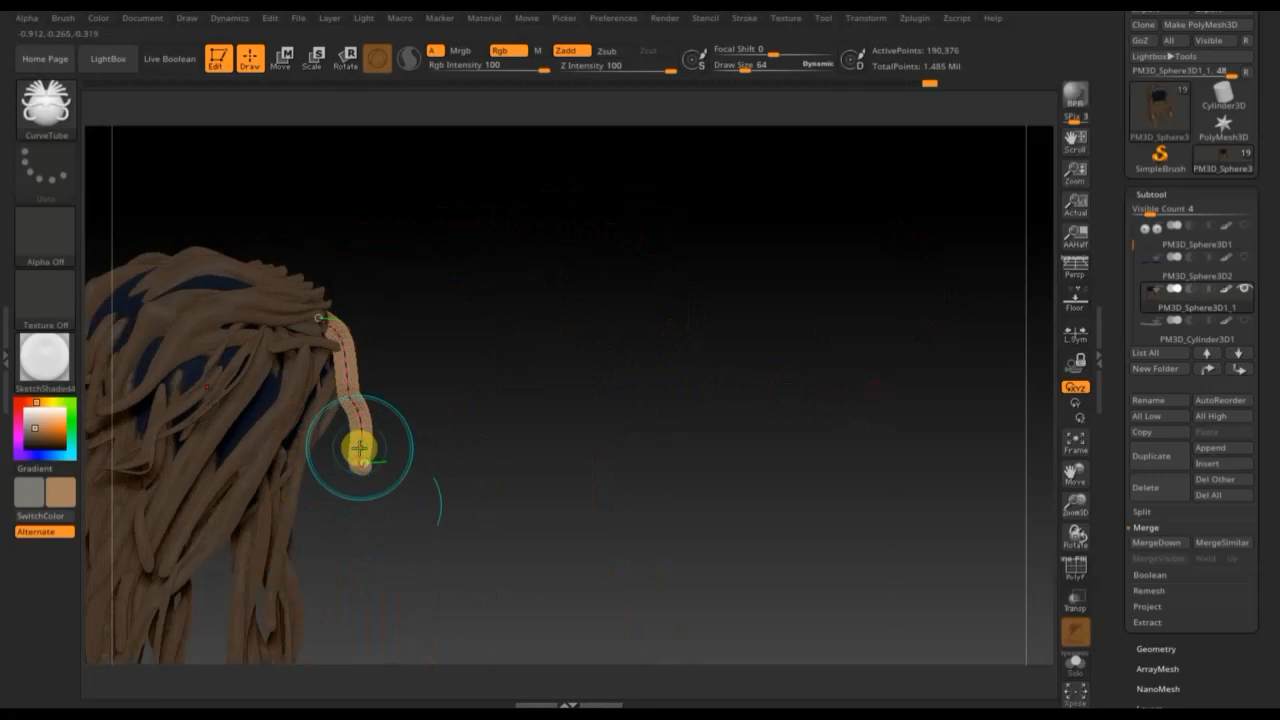 Alpha Brush Color Document Draw Dynamics Edit File Layer Light Macro Marker Material Movie Picker Preferences Render Stencil Stroke Texture Tool Transform Zplugin Zscript Help
-0.912,-0.265,-0.319
Home Page LightBox Live Boolean Edit Draw Move Scale Rotate
A Mrgb Rgb M Zadd Zsub Zcut
Rgb Intensity 100 Z Intensity 100
Focal Shift 0
Draw Size 64 Dynamic
S D
ActivePoints: 190,376
TotalPoints: 1.485 Mil
CurveTube
Dots
Alpha Off
Texture Off
SketchShaded4
Gradient
SwitchColor
Alternate
BPR
SPix 3
Scroll
Zoom
Actual
AAHalf
Persp
Floor
L.Sym
XYZ
Frame
Move
Zoom3D
Rotate
PolyF
Transp
Solo
Xpose
Clone Make PolyMesh3D
GoZ All Visible R
Lightbox▶Tools
PM3D_Sphere3D1_1. 48 R
19
Cylinder3D
PM3D_Sphere3 PolyMesh3D
19
SimpleBrush PM3D_Sphere3
Subtool
Visible Count 4
PM3D_Sphere3D1
PM3D_Sphere3D2
PM3D_Sphere3D1_1
PM3D_Cylinder3D1
List All
New Folder
Rename AutoReorder
All Low All High
Copy Paste
Duplicate Append
Insert
Delete Del Other
Del All
Split
Merge
MergeDown MergeSimilar
MergeVisible Weld Uv
Boolean
Remesh
Project
Extract
Geometry
ArrayMesh
NanoMesh